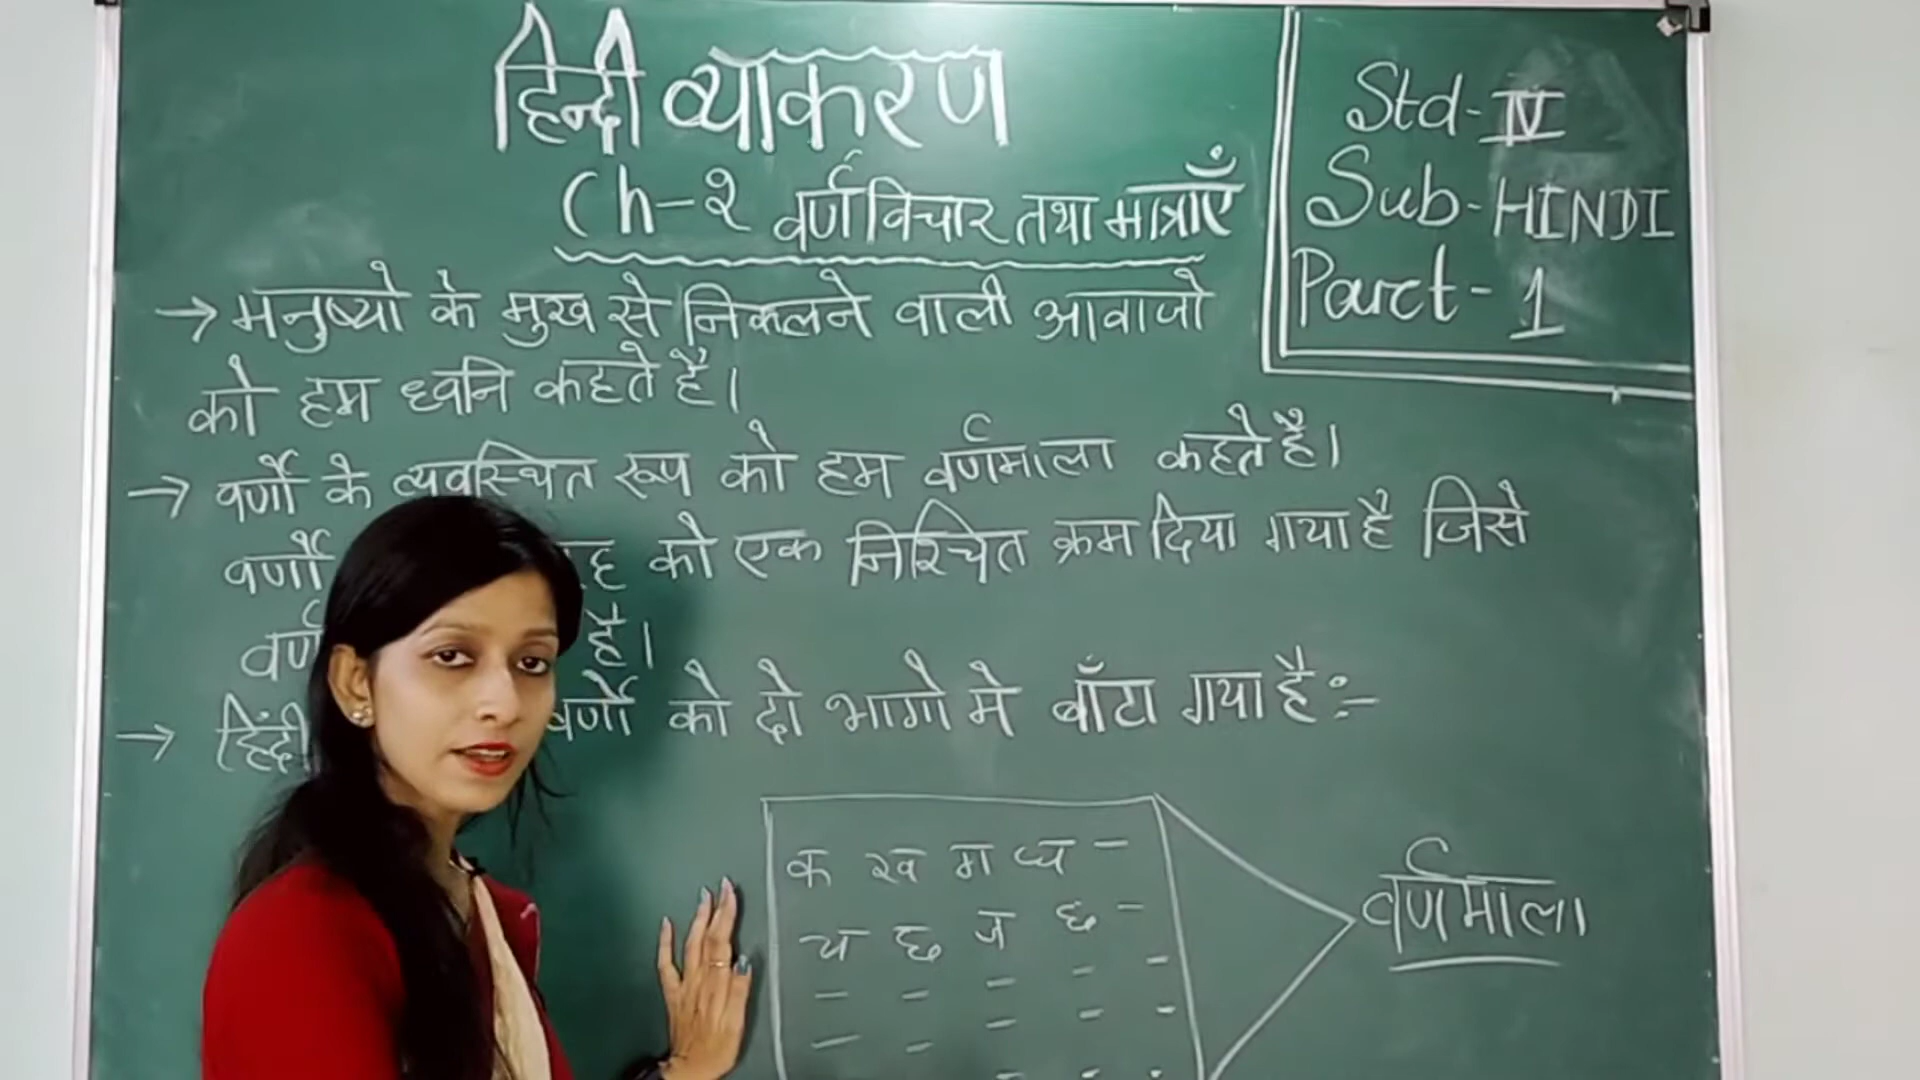 हिन्दी व्याकरण
Ch-२ वर्ण विचार तथा मात्राएँ
Std-IV
Sub-HINDI
Part-1
→ मनुष्यो के मुख से निकलने वाली आवाजो
को हम ध्वनि कहते है।
→ वर्णो के व्यवस्थित रूप को हम वर्णमाला कहते है।
वर्णो को एक निश्चित क्रम दिया गया है जिसे
है।
→ हिंदी वर्णो को दो भागो मे बाँटा गया है:-
क ख ग घ -
च छ ज छ -
वर्णमाला